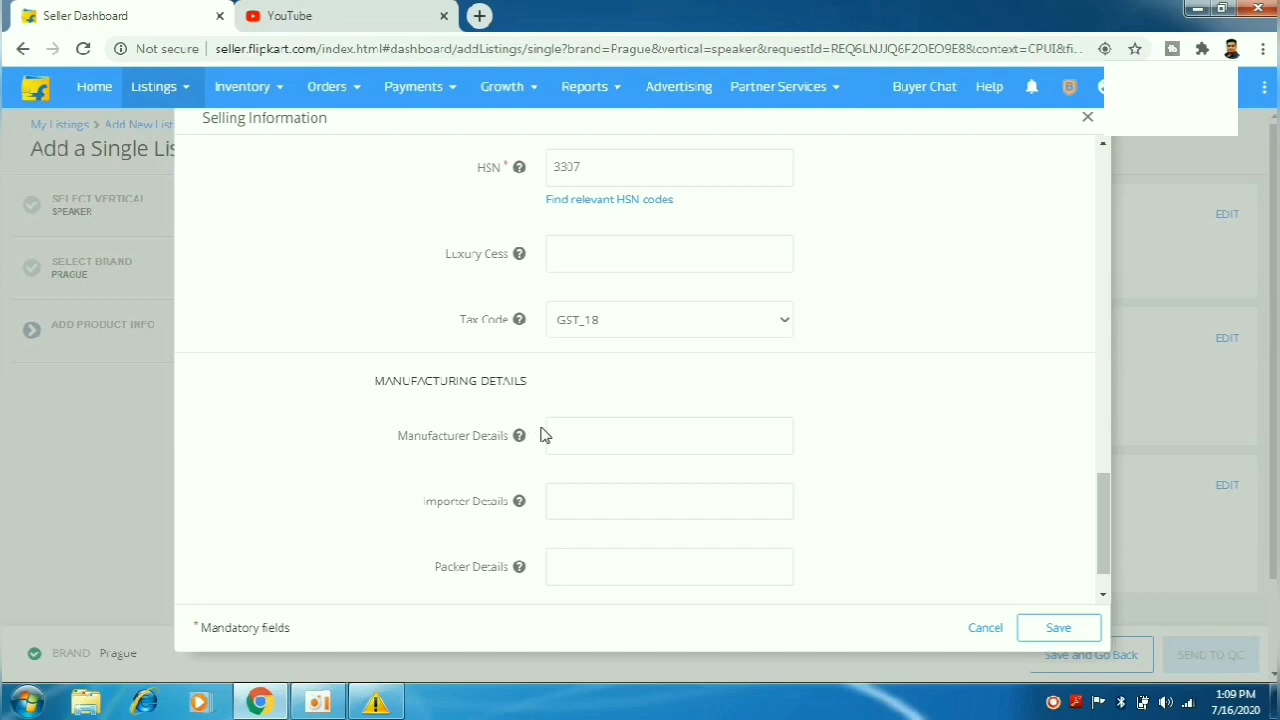 Seller Dashboard
YouTube
Not secure
seller.flipkart.com/index.html#dashboard/addListings/single?brand=Prague&vertical=speaker&requestId=REQ6LNJJQ6F2OEO9E8&context=CPUI&fi...
Home
Listings
Inventory
Orders
Payments
Growth
Reports
Advertising
Partner Services
Buyer Chat
Help
My Listings > Add New List
Add a Single Lis
Selling Information
SELECT VERTICAL
SPEAKER
SELECT BRAND
PRAGUE
ADD PRODUCT INFO
HSN *
3307
Find relevant HSN codes
Luxury Cess
Tax Code
GST_18
MANUFACTURING DETAILS
Manufacturer Details
Importer Details
Packer Details
EDIT
EDIT
EDIT
* Mandatory fields
Cancel
Save
BRAND Prague
Save and Go Back
SEND TO QC
1:09 PM
7/16/2020